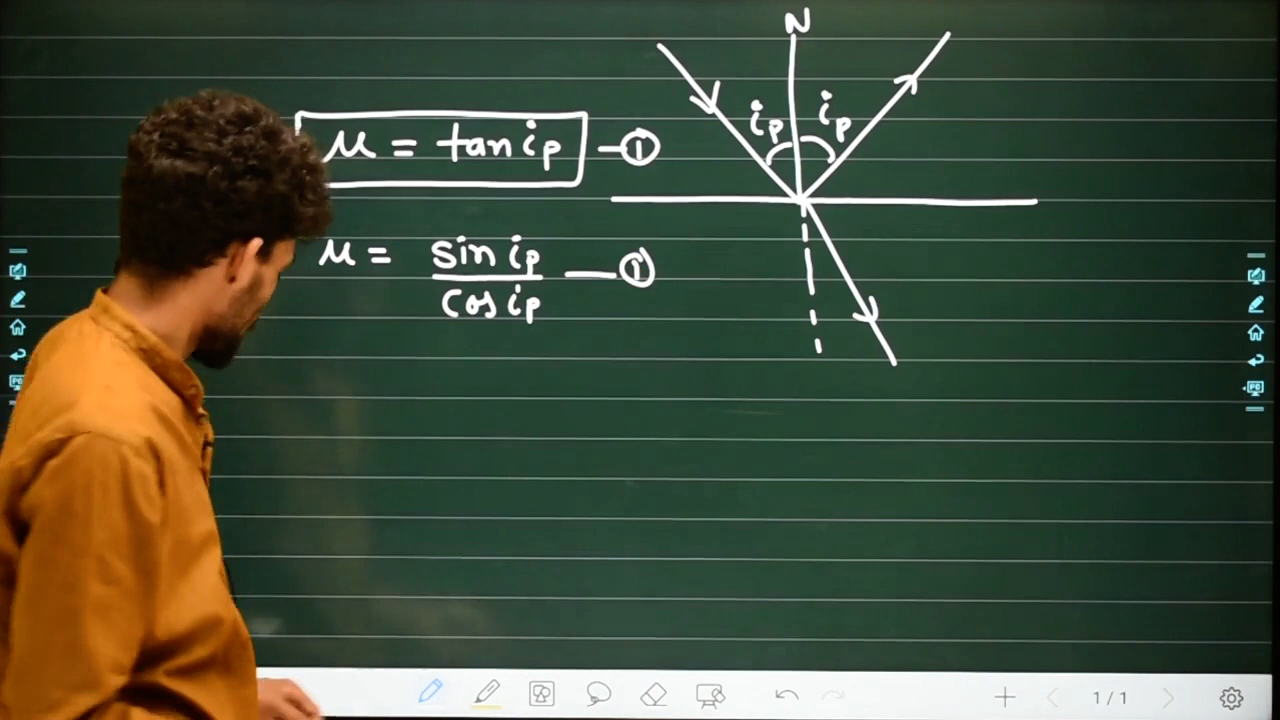 N
iₚ iₚ
μ = tan iₚ —①
μ = sin iₚ / cos iₚ —①
1/1